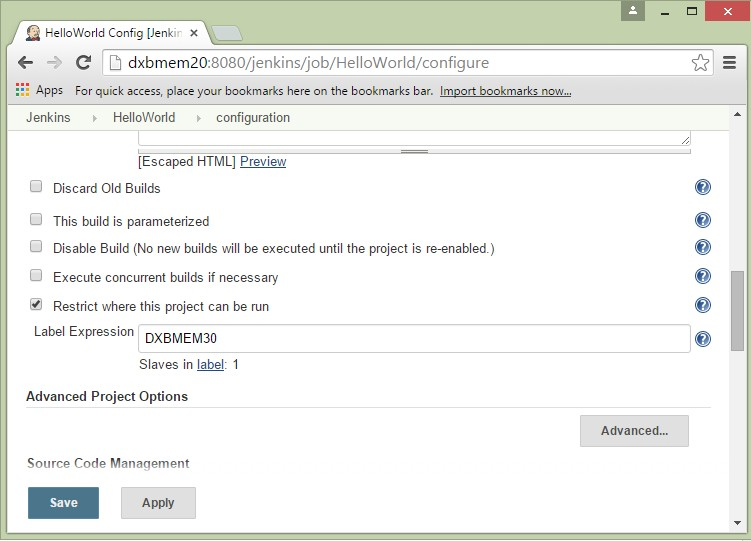 HelloWorld Config [Jenkin
dxbmem20:8080/jenkins/job/HelloWorld/configure
Apps For quick access, place your bookmarks here on the bookmarks bar. Import bookmarks now...
Jenkins HelloWorld configuration
[Escaped HTML] Preview
Discard Old Builds
This build is parameterized
Disable Build (No new builds will be executed until the project is re-enabled.)
Execute concurrent builds if necessary
Restrict where this project can be run
Label Expression DXBMEM30
Slaves in label: 1
Advanced Project Options
Advanced...
Source Code Management
Save Apply